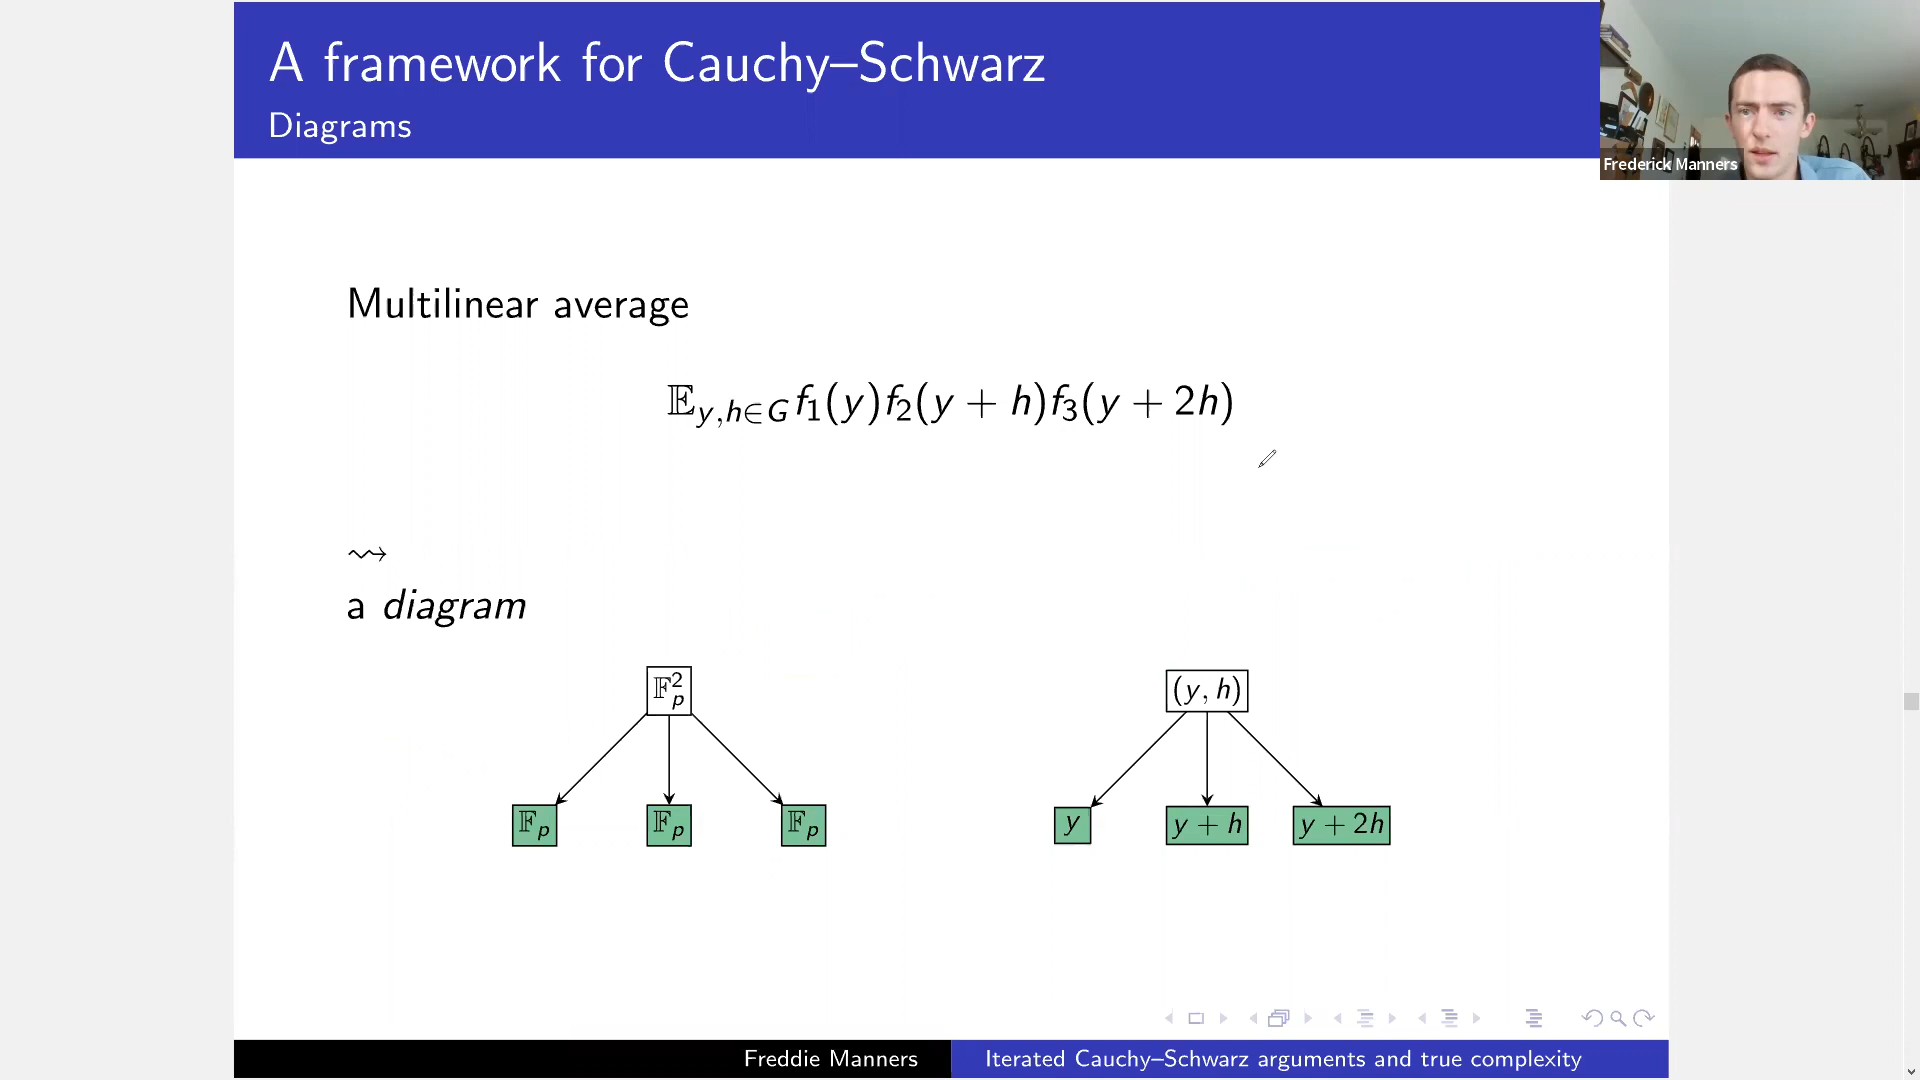 A framework for Cauchy–Schwarz
Diagrams
Frederick Manners
Multilinear average
𝔼_{y,h∈G} f₁(y)f₂(y + h)f₃(y + 2h)
⇝
a diagram
𝔽_p^2
(y, h)
𝔽_p 𝔽_p 𝔽_p
y y + h y + 2h
Freddie Manners
Iterated Cauchy–Schwarz arguments and true complexity